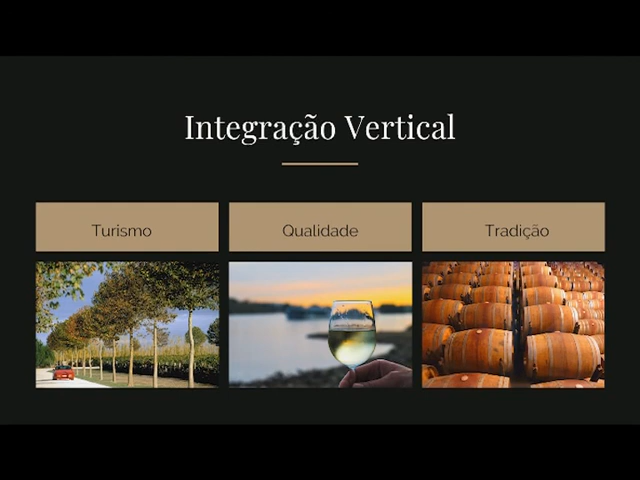 Integração Vertical
Turismo
Qualidade
Tradição